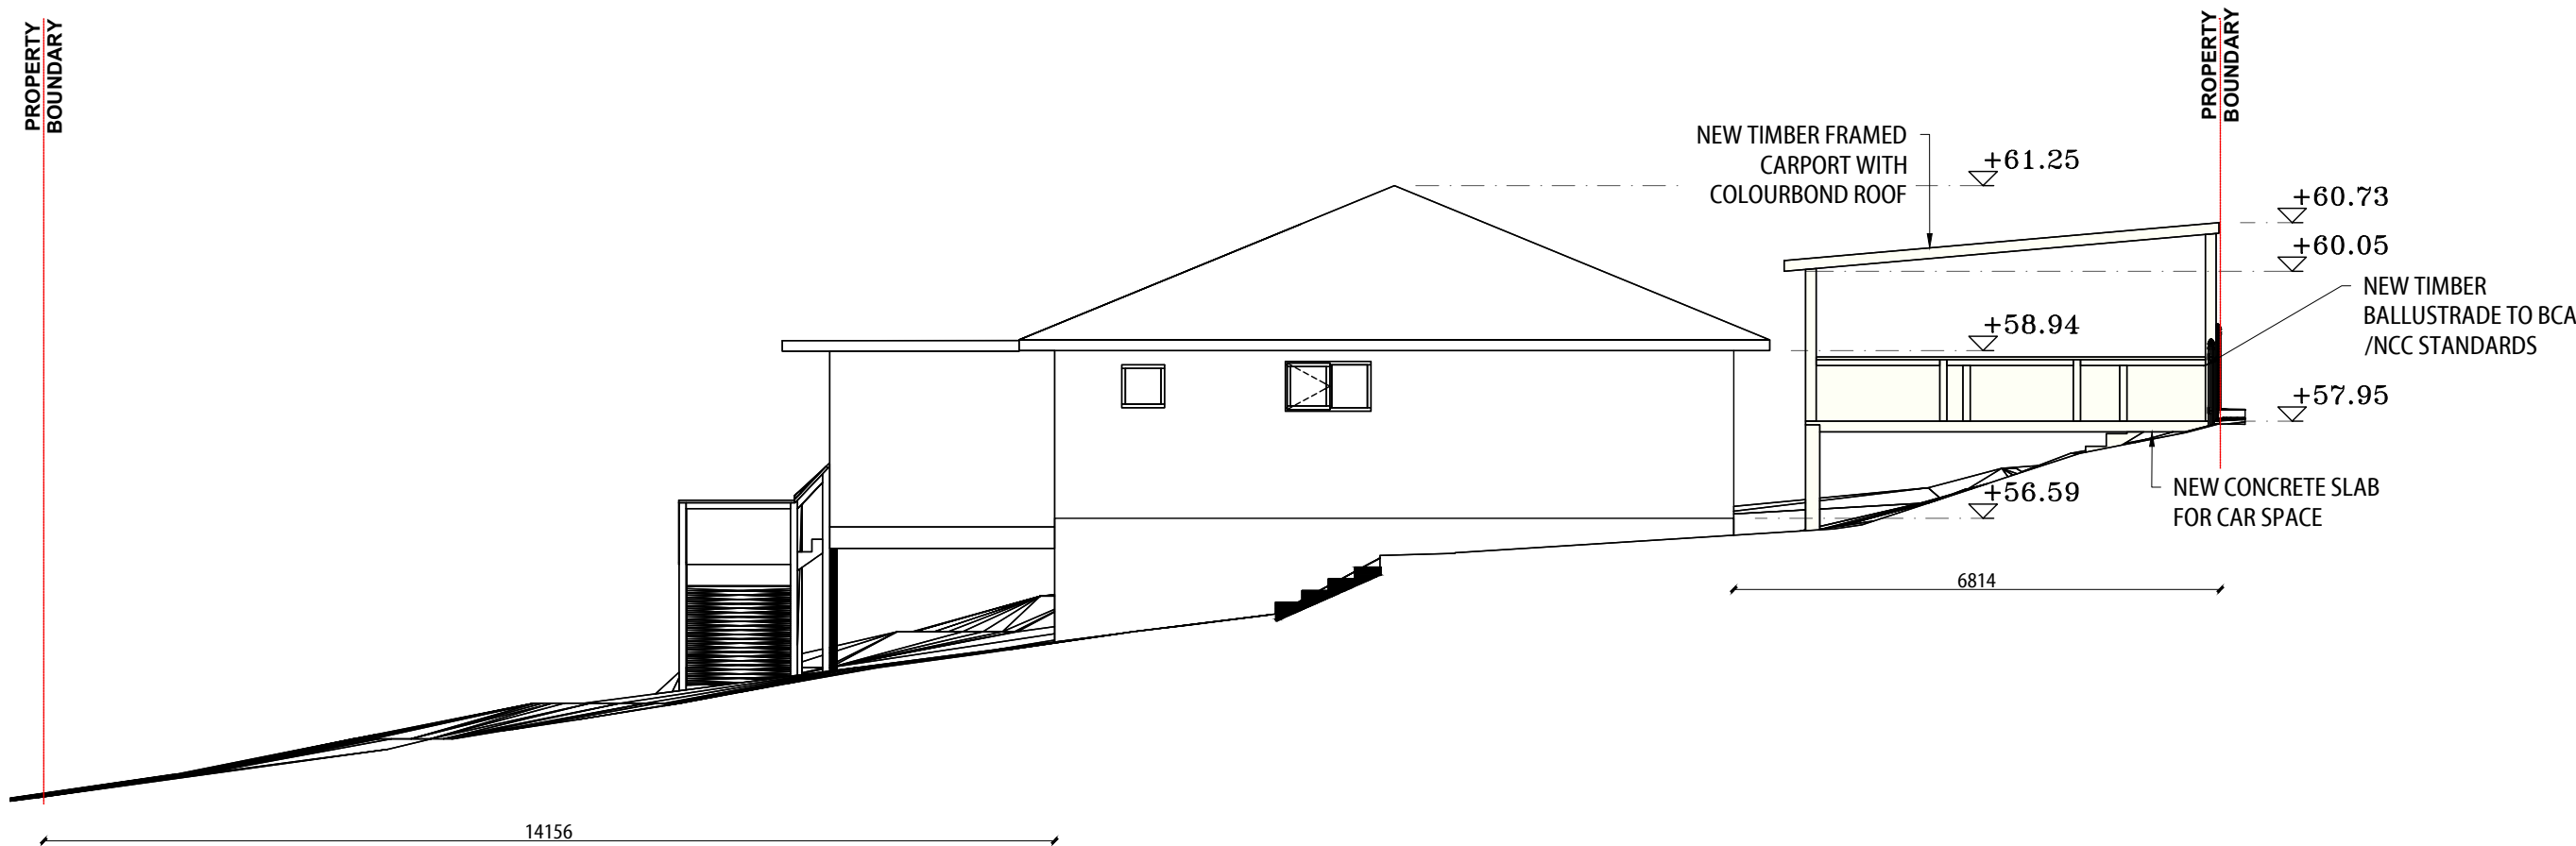 PROPERTY
BOUNDARY
PROPERTY
BOUNDARY
NEW TIMBER FRAMED
CARPORT WITH
COLOURBOND ROOF
+61.25
+60.73
+60.05
NEW TIMBER
BALLUSTRADE TO BCA
/NCC STANDARDS
+58.94
+57.95
+56.59
NEW CONCRETE SLAB
FOR CAR SPACE
6814
14156